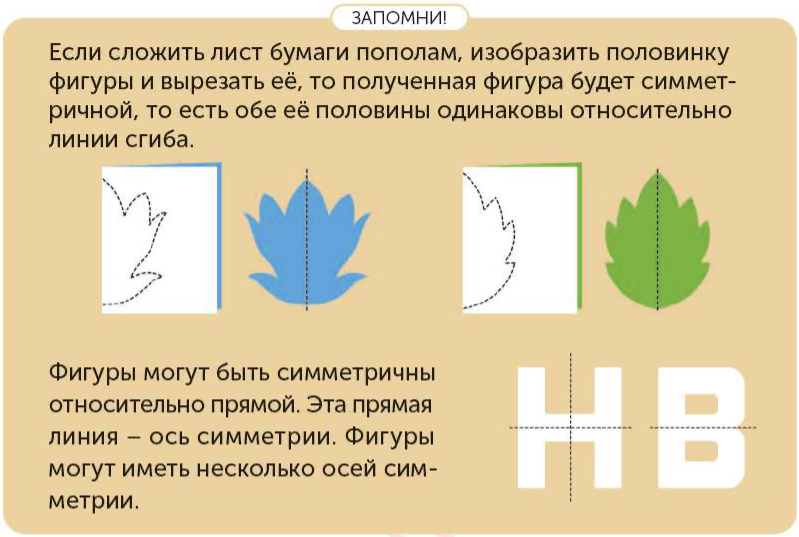 ЗАПОМНИ!
Если сложить лист бумаги пополам, изобразить половинку
фигуры и вырезать её, то полученная фигура будет симмет-
ричной, то есть обе её половины одинаковы относительно
линии сгиба.
Фигуры могут быть симметричны
относительно прямой. Эта прямая
линия – ось симметрии. Фигуры
могут иметь несколько осей сим-
метрии.
Н В